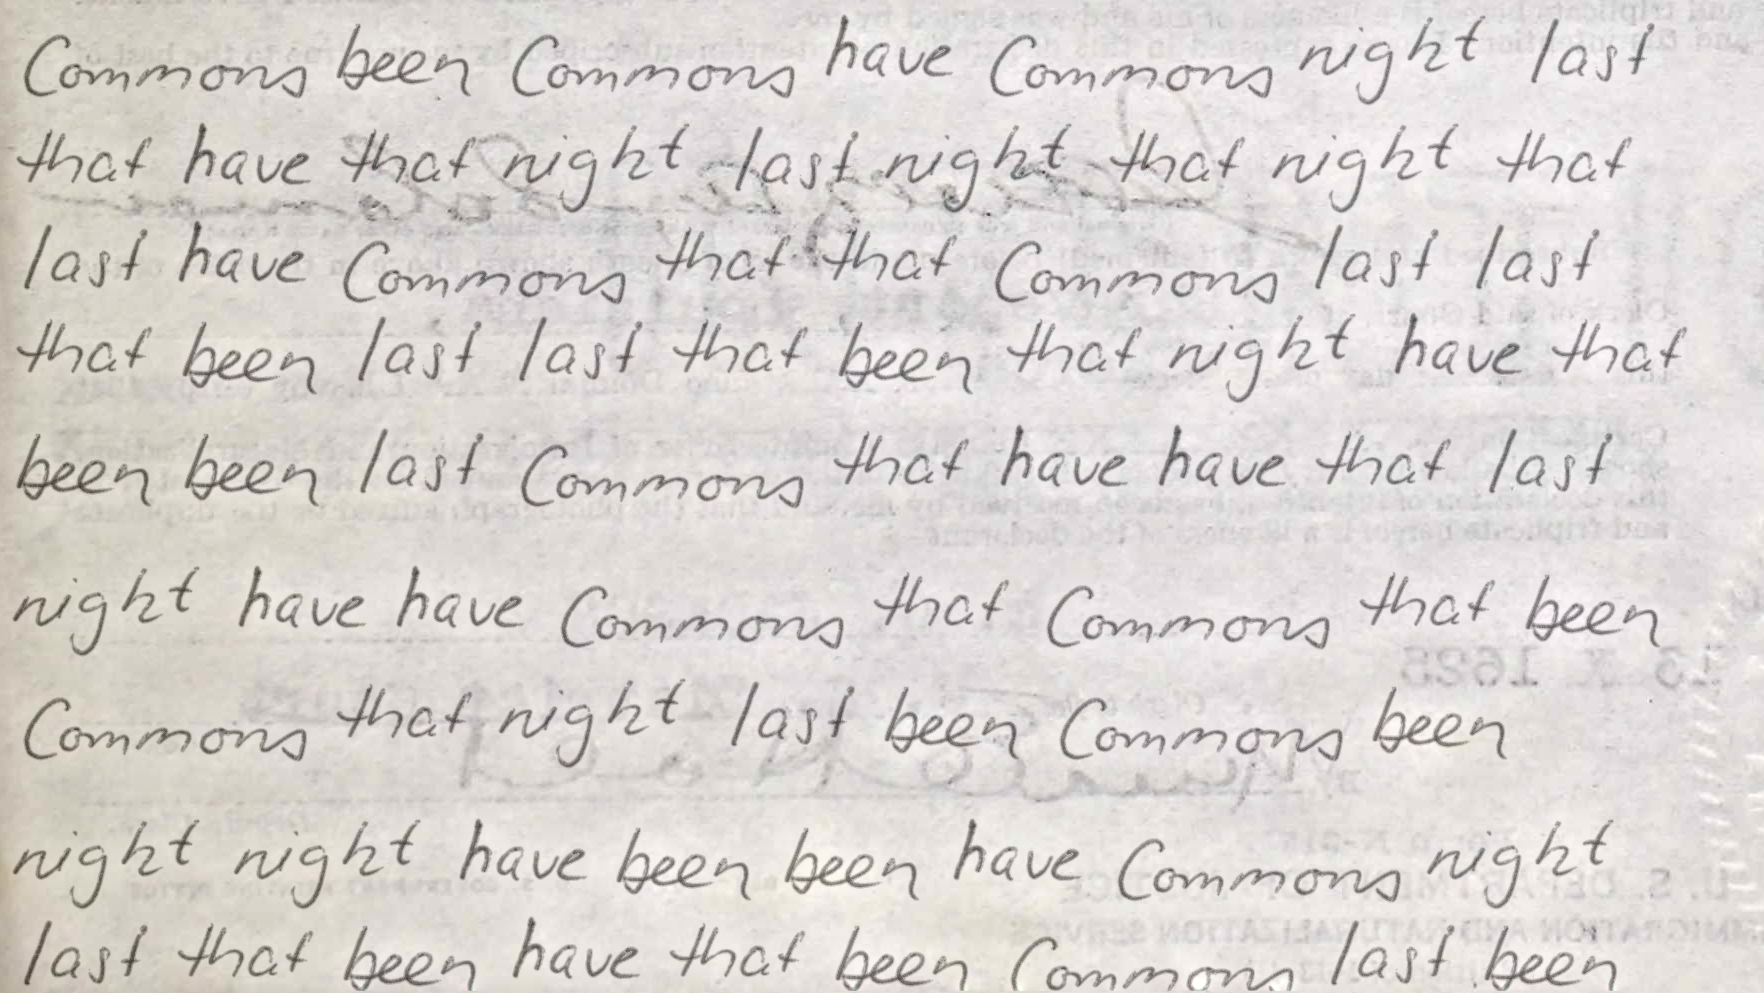 Commons been Commons have Commons night last
that have that night last night that night that
last have Commons that that Commons last last
that been last last that been that night have that
been been last Commons that have have that last
night have have Commons that Commons that been
Commons that night last been Commons been
night night have been been have Commons night
last that been have that been Commons last been